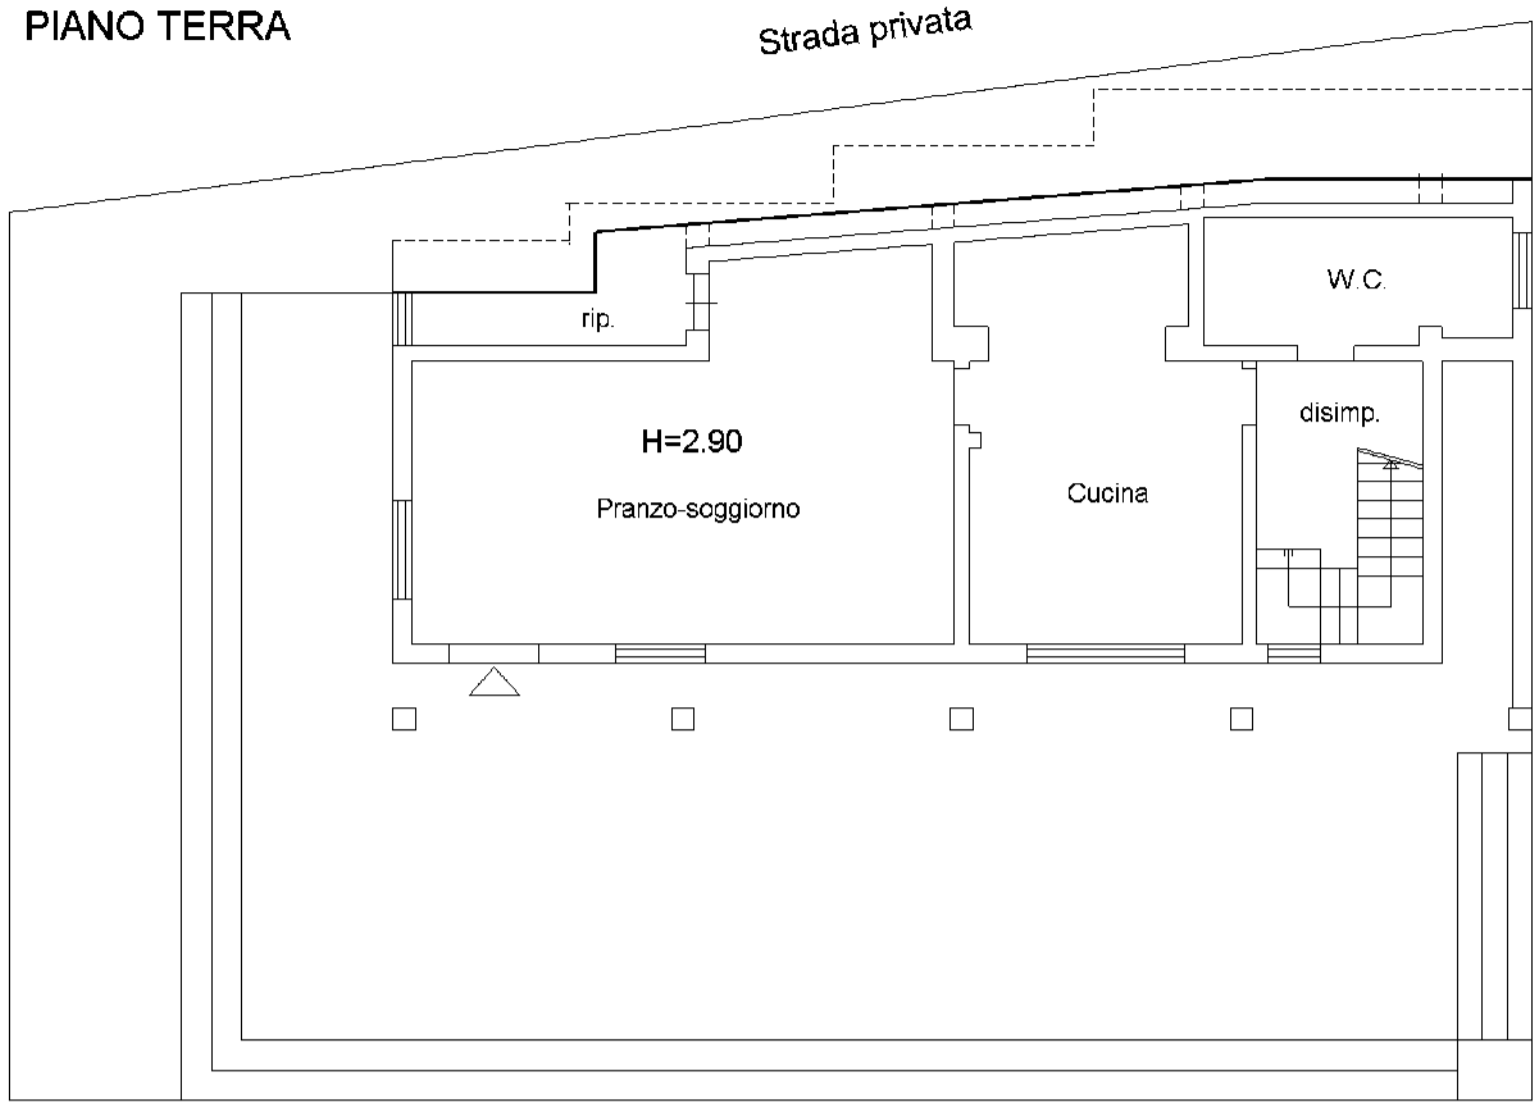 PIANO TERRA
Strada privata
W.C.
rip.
disimp.
H=2.90
Cucina
Pranzo-soggiorno